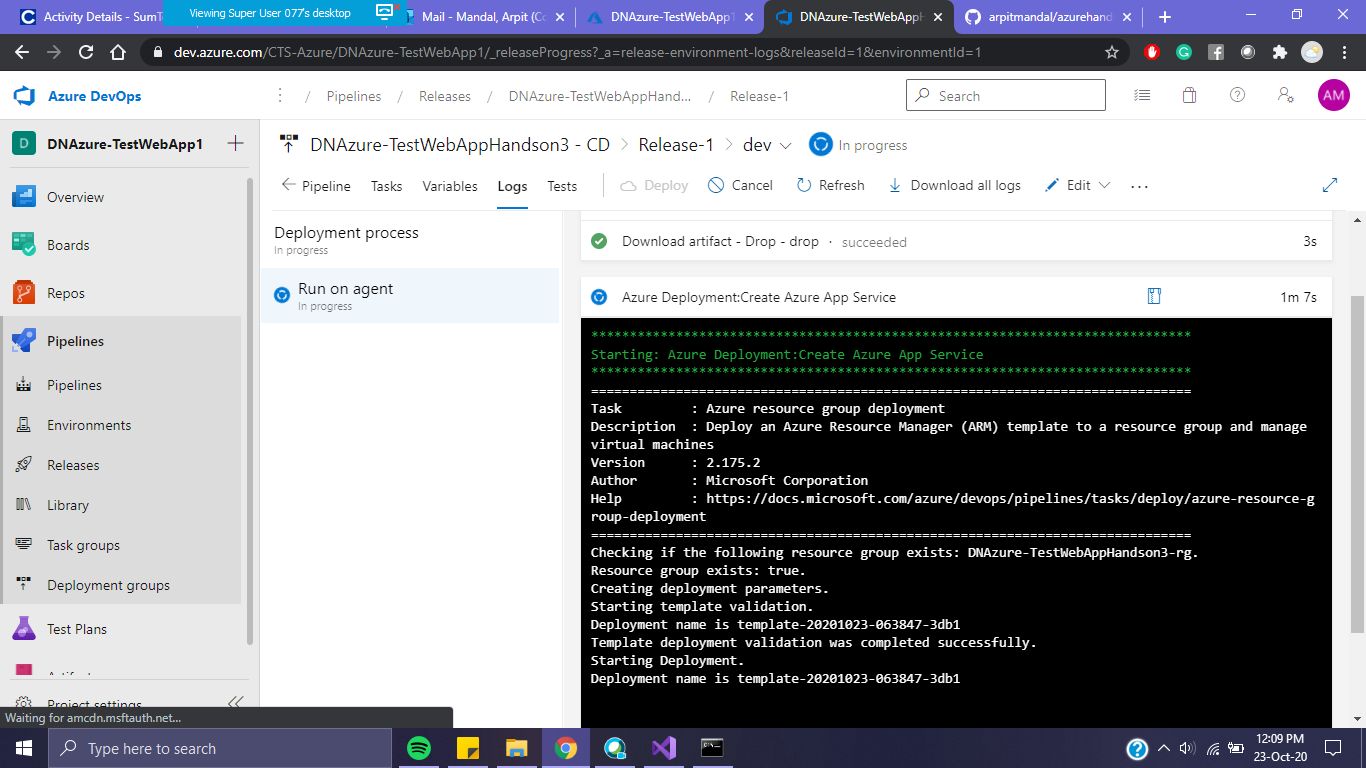 Activity Details - SumT
Viewing Super User 077's desktop
Mail - Mandal, Arpit (Co
DNAzure-TestWebAppT
DNAzure-TestWebAppH
arpitmandal/azurehand
dev.azure.com/CTS-Azure/DNAzure-TestWebApp1/_releaseProgress?_a=release-environment-logs&releaseId=1&environmentId=1
Azure DevOps
/ Pipelines / Releases / DNAzure-TestWebAppHand... / Release-1
Search
AM
D DNAzure-TestWebApp1
DNAzure-TestWebAppHandson3 - CD > Release-1 > dev
In progress
Pipeline Tasks Variables Logs Tests Deploy Cancel Refresh Download all logs Edit ...
Overview
Boards
Repos
Pipelines
Pipelines
Environments
Releases
Library
Task groups
Deployment groups
Test Plans
Artifact
Project settings
Waiting for amcdn.msftauth.net...
Deployment process
In progress
Run on agent
In progress
Download artifact - Drop - drop · succeeded 3s
Azure Deployment:Create Azure App Service 1m 7s
******************************************************************************
Starting: Azure Deployment:Create Azure App Service
******************************************************************************
==============================================================================
Task : Azure resource group deployment
Description : Deploy an Azure Resource Manager (ARM) template to a resource group and manage
virtual machines
Version : 2.175.2
Author : Microsoft Corporation
Help : https://docs.microsoft.com/azure/devops/pipelines/tasks/deploy/azure-resource-g
roup-deployment
==============================================================================
Checking if the following resource group exists: DNAzure-TestWebAppHandson3-rg.
Resource group exists: true.
Creating deployment parameters.
Starting template validation.
Deployment name is template-20201023-063847-3db1
Template deployment validation was completed successfully.
Starting Deployment.
Deployment name is template-20201023-063847-3db1
Type here to search
12:09 PM
23-Oct-20